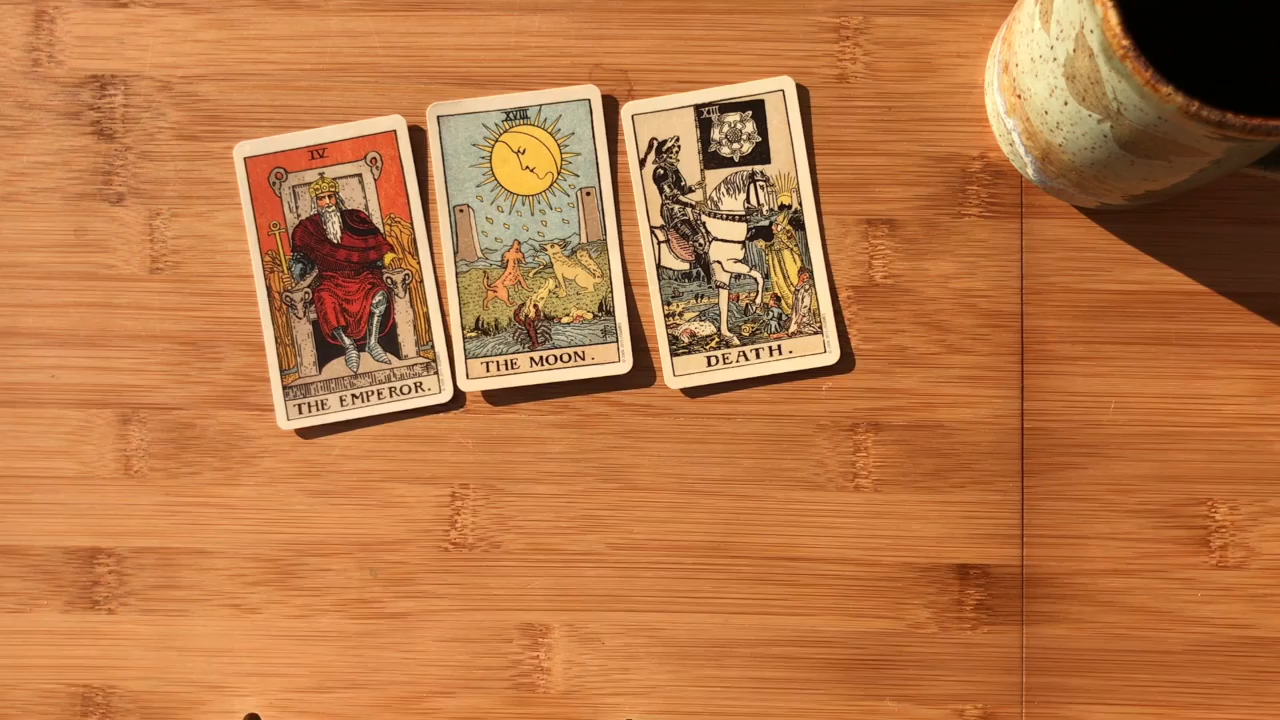 IV
THE EMPEROR.
XVIII
THE MOON.
XIII
DEATH.